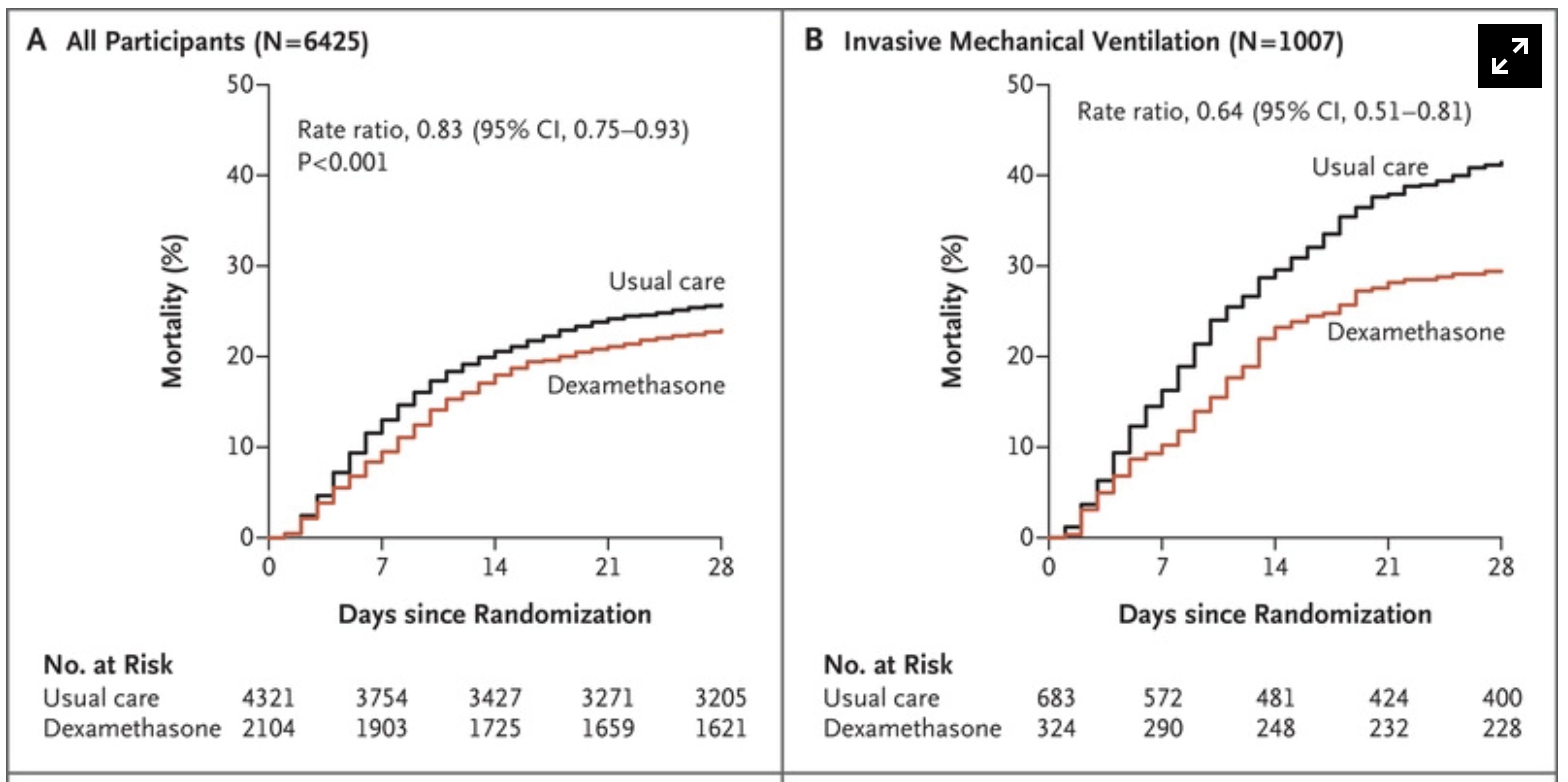 A All Participants (N=6425)
50
40
30
20
10
0
Mortality (%)
Rate ratio, 0.83 (95% CI, 0.75–0.93)
P<0.001
Usual care
Dexamethasone
0 7 14 21 28
Days since Randomization
No. at Risk
Usual care 4321 3754 3427 3271 3205
Dexamethasone 2104 1903 1725 1659 1621
B Invasive Mechanical Ventilation (N=1007)
50
40
30
20
10
0
Mortality (%)
Rate ratio, 0.64 (95% CI, 0.51–0.81)
Usual care
Dexamethasone
0 7 14 21 28
Days since Randomization
No. at Risk
Usual care 683 572 481 424 400
Dexamethasone 324 290 248 232 228